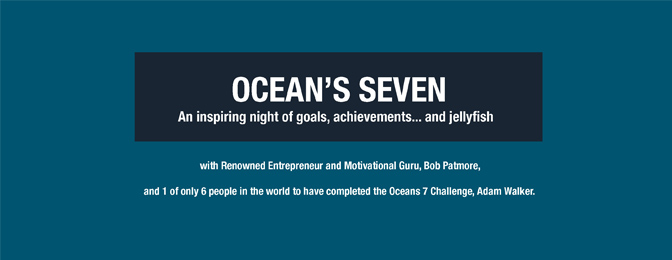 OCEAN’S SEVEN
An inspiring night of goals, achievements... and jellyfish
with Renowned Entrepreneur and Motivational Guru, Bob Patmore,
and 1 of only 6 people in the world to have completed the Oceans 7 Challenge, Adam Walker.